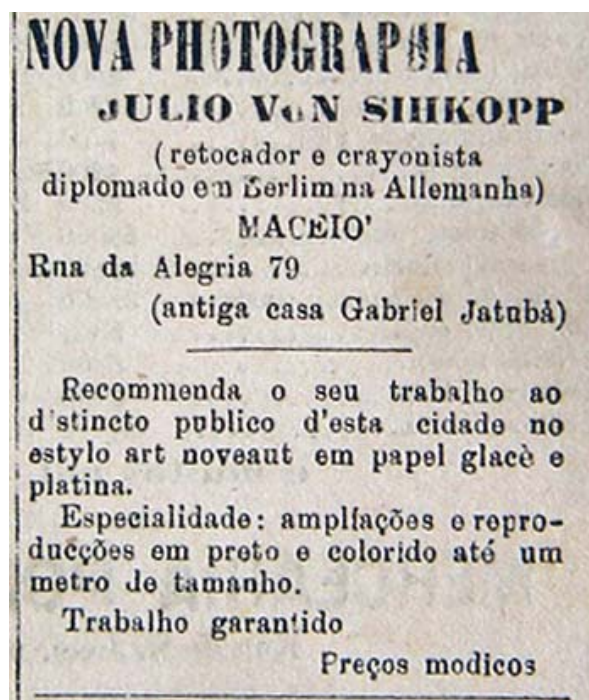 NOVA PHOTOGRAPHIA
JULIO VON SIHKOPP
(retocador e crayonista
diplomado em Berlim na Allemanha)
MACEIO'
Rna da Alegria 79
(antiga casa Gabriel Jatubá)
Recommenda o seu trabalho ao
d'stincto publico d'esta cidade no
estylo art noveaut em papel glacè e
platina.
Especialidade: ampliações e repro-
ducções em preto e colorido até um
metro de tamanho.
Trabalho garantido
Preços modicos